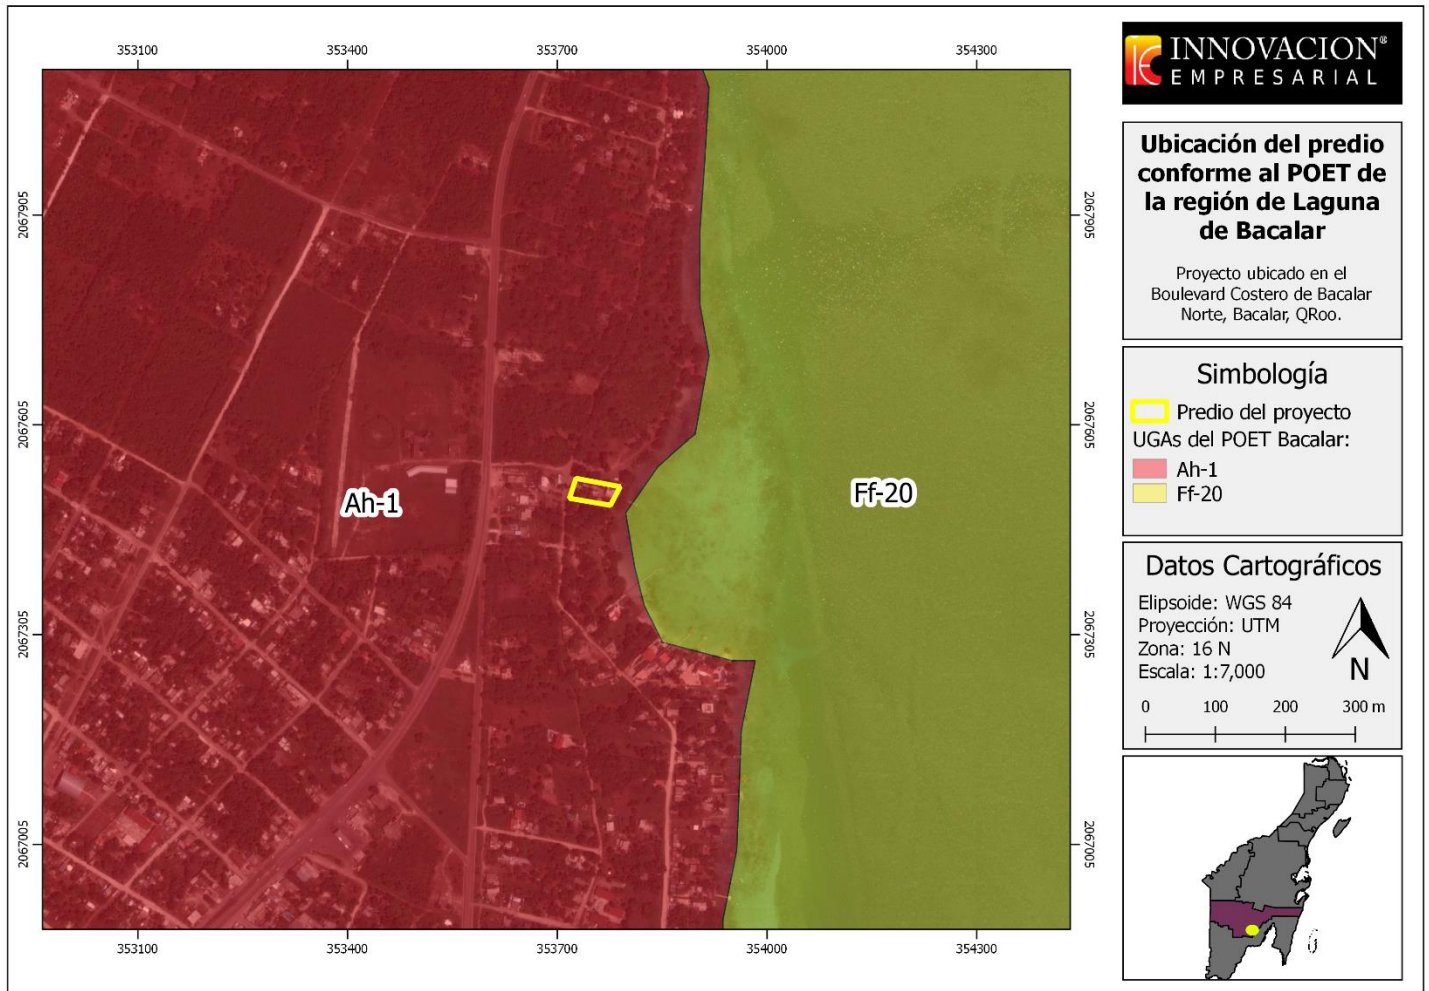 353100
353400
353700
354000
354300
2067905
2067605
2067305
2067005
2067905
2067605
2067305
2067005
Ah-1
Ff-20
353100
353400
353700
354000
354300
INNOVACION®
EMPRESARIAL
Ubicación del predio
conforme al POET de
la región de Laguna
de Bacalar
Proyecto ubicado en el
Boulevard Costero de Bacalar
Norte, Bacalar, QRoo.
Simbología
Predio del proyecto
UGAs del POET Bacalar:
Ah-1
Ff-20
Datos Cartográficos
Elipsoide: WGS 84
Proyección: UTM
Zona: 16 N
Escala: 1:7,000
N
0 100 200 300 m